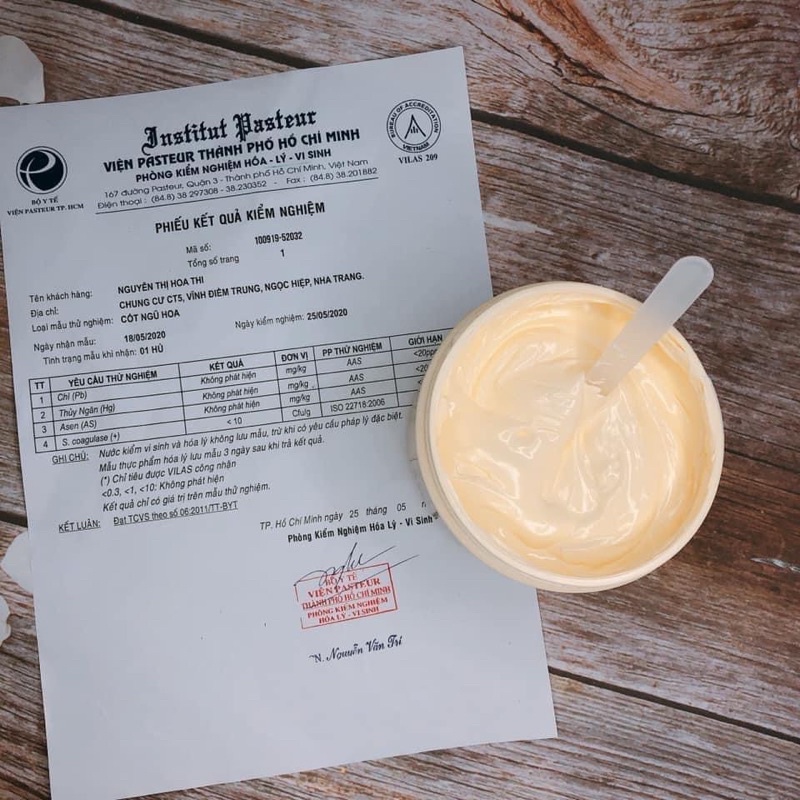 Institut Pasteur
VIỆN PASTEUR THÀNH PHỐ HỒ CHÍ MINH
PHÒNG KIỂM NGHIỆM HÓA - LÝ - VI SINH
167 đường Pasteur, Quận 3 - Thành phố Hồ Chí Minh, Việt Nam
Điện thoại : (84.8) 38 297308 - 38.230352 - Fax : (84.8) 38.201882
BỘ Y TẾ
VIỆN PASTEUR TP. HCM
BUREAU OF ACCREDITATION
VIETNAM
VILAS 209
PHIẾU KẾT QUẢ KIỂM NGHIỆM
Mã số: 100919-52032
Tổng số trang 1
Tên khách hàng: NGUYỄN THỊ HOA THI
Địa chỉ: CHUNG CƯ CT5, VĨNH ĐIỀM TRUNG, NGỌC HIỆP, NHA TRANG.
Loại mẫu thử nghiệm: CỐT NGŨ HOA
Ngày nhận mẫu: 18/05/2020 Ngày kiểm nghiệm: 25/05/2020
Tình trạng mẫu khi nhận: 01 HỦ
TT YÊU CẦU THỬ NGHIỆM KẾT QUẢ ĐƠN VỊ PP THỬ NGHIỆM GIỚI HẠN
1 Chì (Pb) Không phát hiện mg/kg AAS <20pp
2 Thủy Ngân (Hg) Không phát hiện mg/kg AAS
3 Asen (AS) Không phát hiện mg/kg AAS
4 S. coagulase (+) < 10 Cfu/g ISO 22718:2006
GHI CHÚ: Nước kiểm vi sinh và hóa lý không lưu mẫu, trừ khi có yêu cầu pháp lý đặc biệt.
Mẫu thực phẩm hóa lý lưu mẫu 3 ngày sau khi trả kết quả.
(*) Chỉ tiêu được VILAS công nhận
<0.3, <1, <10: Không phát hiện
Kết quả chỉ có giá trị trên mẫu thử nghiệm.
KẾT LUẬN: Đạt TCVS theo số 06:2011/TT-BYT
TP. Hồ Chí Minh ngày 25 tháng 05 n
Phòng Kiểm Nghiệm Hóa Lý - Vi Sinh
BỘ Y TẾ
VIỆN PASTEUR
THÀNH PHỐ HỒ CHÍ MINH
PHÒNG KIỂM NGHIỆM
HÓA LÝ - VI SINH
Nguyễn Văn Trí